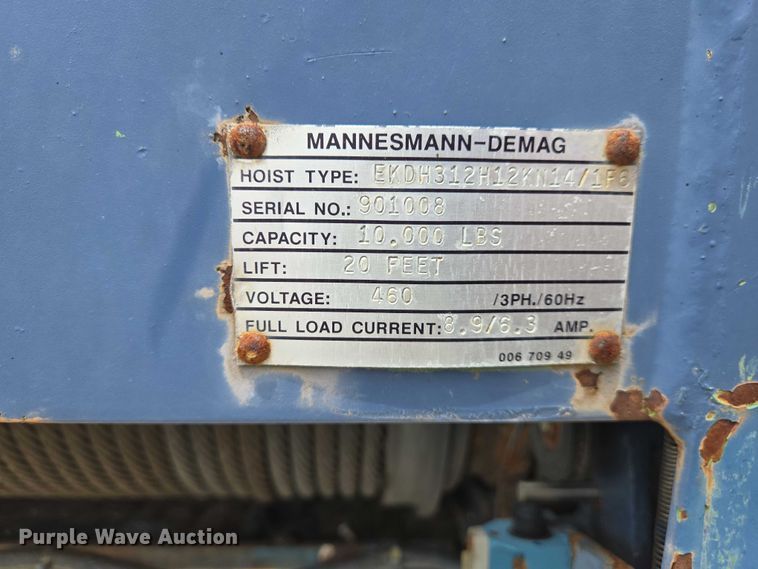 MANNESMANN-DEMAG
HOIST TYPE: EKDH312H12KN14/1F6
SERIAL NO.: 901008
CAPACITY: 10.000 LBS
LIFT: 20 FEET
VOLTAGE: 460 /3PH./60Hz
FULL LOAD CURRENT: 8.9/6.3 AMP.
006 709 49
Purple Wave Auction